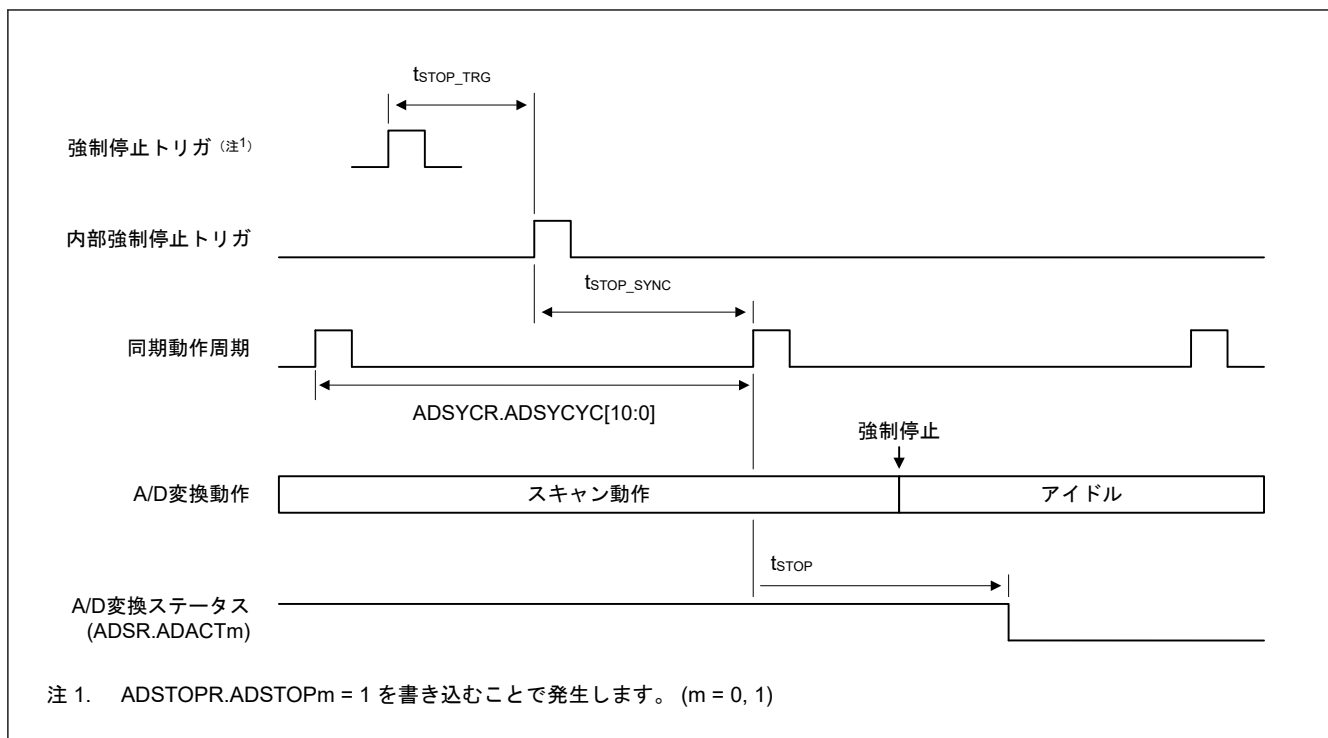 tSTOP_TRG
強制停止トリガ（注1）
内部強制停止トリガ
tSTOP_SYNC
同期動作周期
ADSYCR.ADSYCYC[10:0]
強制停止
A/D変換動作
スキャン動作
アイドル
tSTOP
A/D変換ステータス
(ADSR.ADACTm)
注 1. ADSTOPR.ADSTOPm = 1 を書き込むことで発生します。 (m = 0, 1)